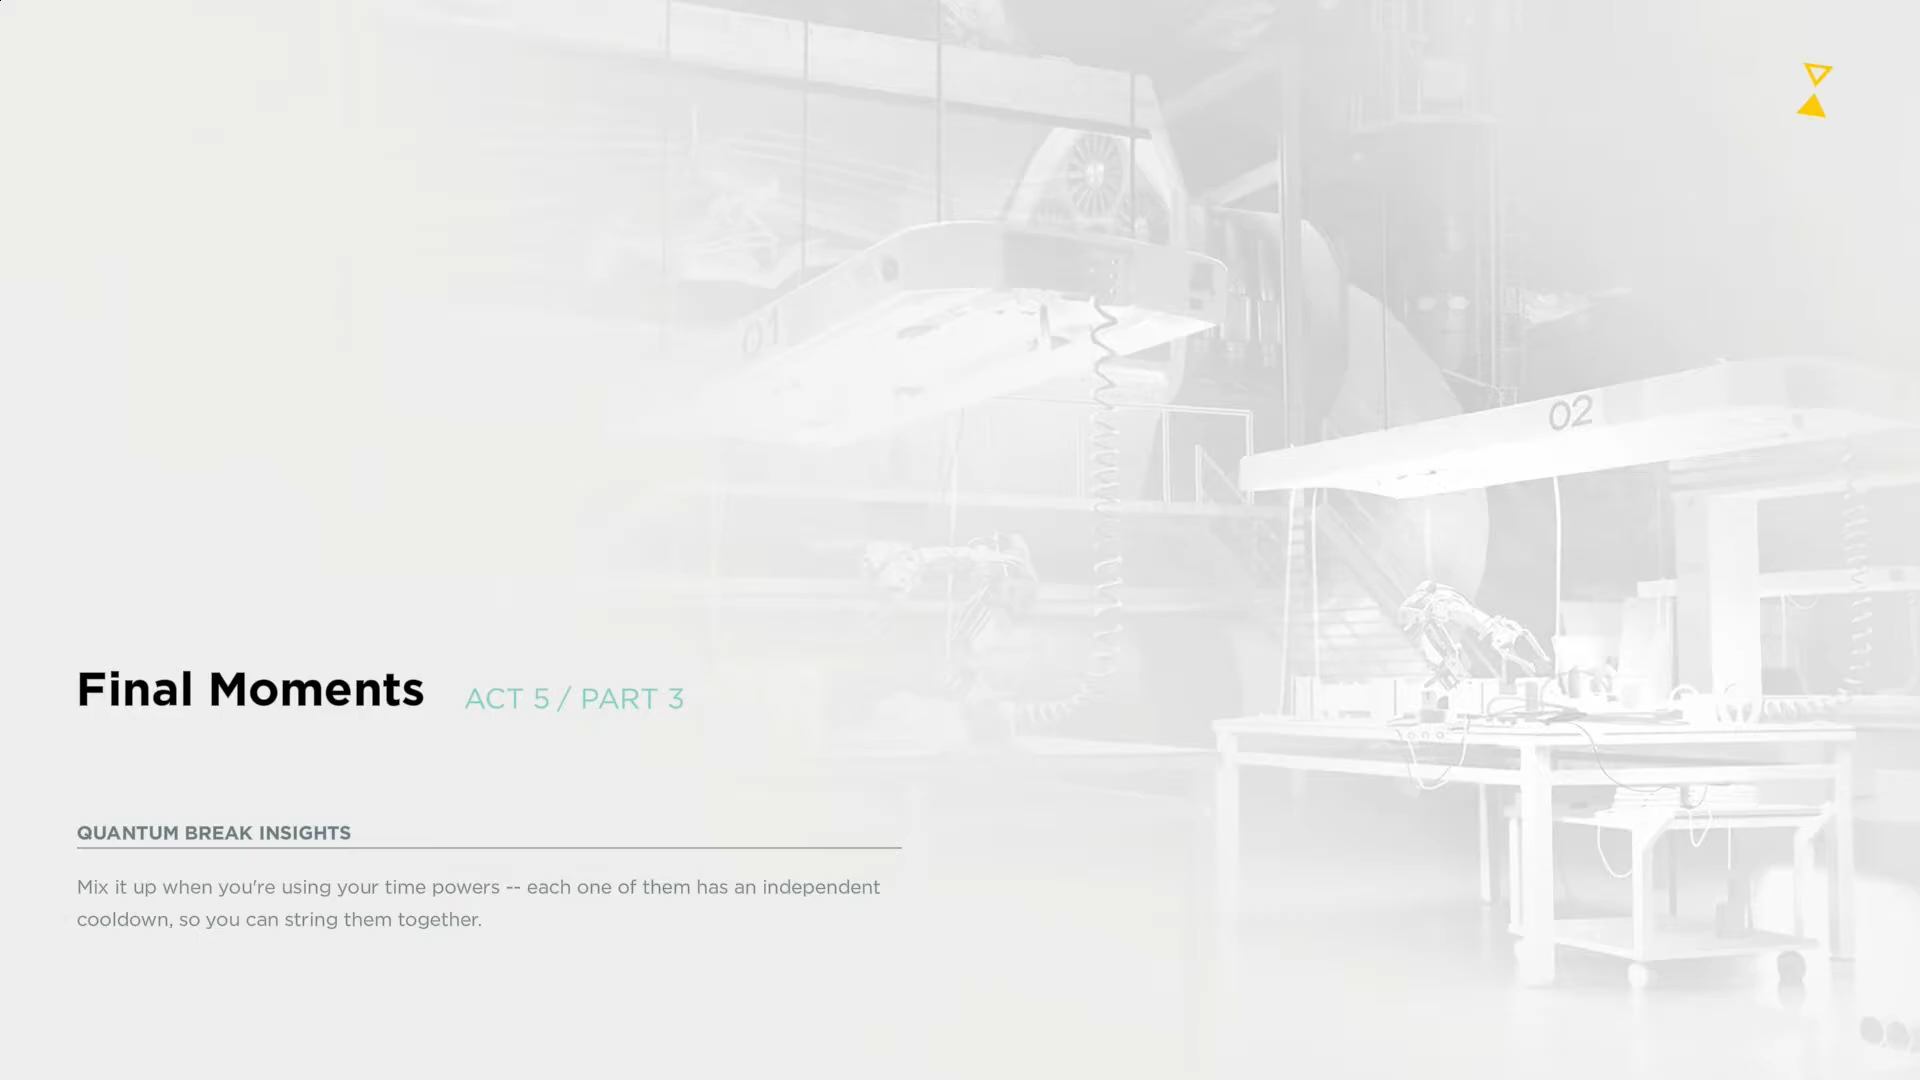 01
02
Final Moments ACT 5 / PART 3
QUANTUM BREAK INSIGHTS
Mix it up when you're using your time powers -- each one of them has an independent
cooldown, so you can string them together.